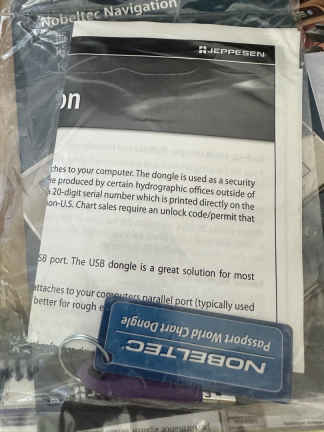 Nobeltec Navigation
JEPPESEN
on
ches to your computer. The dongle is used as a security
e produced by certain hydrographic offices outside of
20-digit serial number which is printed directly on the
on-U.S. Chart sales require an unlock code/permit that
SB port. The USB dongle is a great solution for most
attaches to your computers parallel port (typically used
better for rough
NOBELTEC
Passport World Chart Dongle